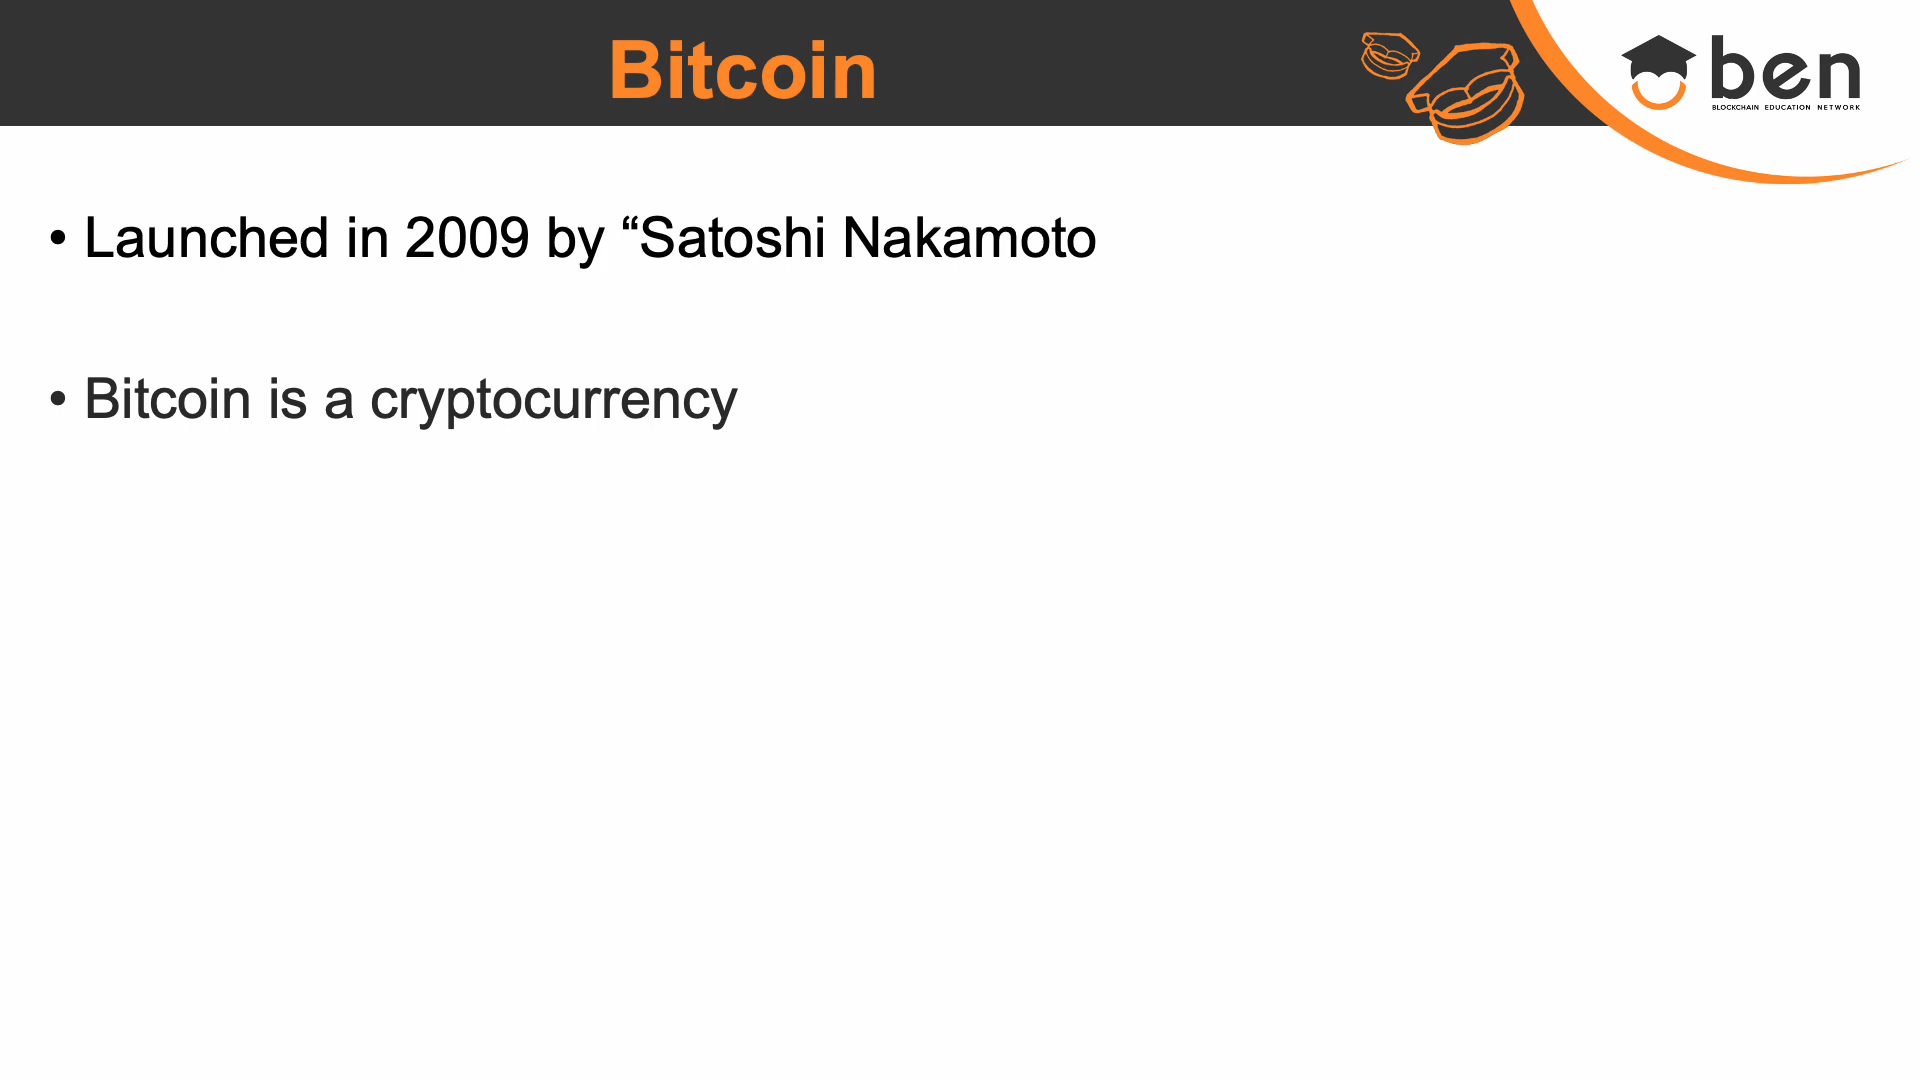 Bitcoin
ben
BLOCKCHAIN EDUCATION NETWORK
• Launched in 2009 by “Satoshi Nakamoto
• Bitcoin is a cryptocurrency